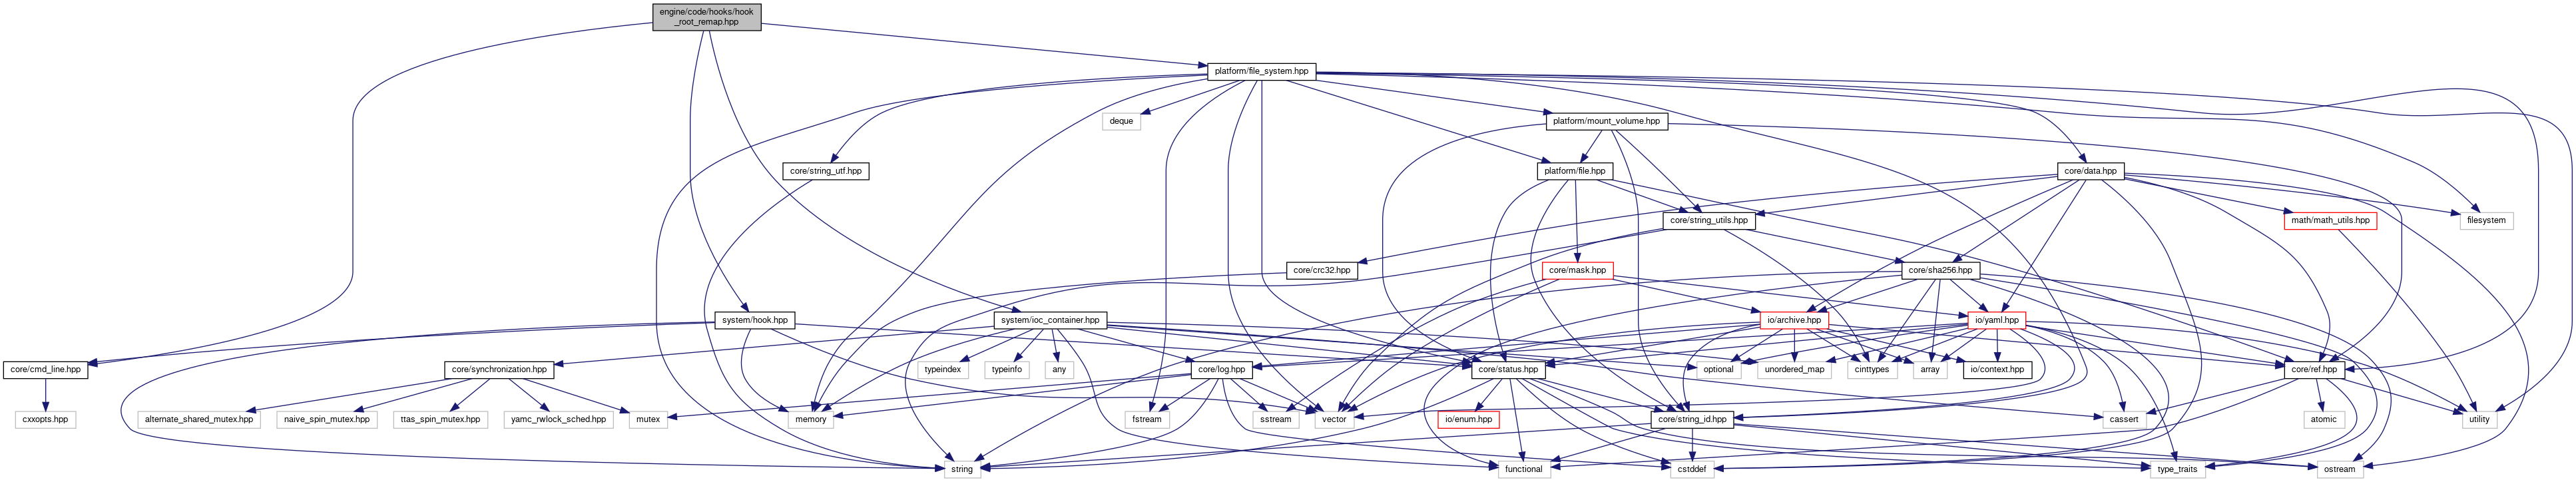 engine/code/hooks/hook
_root_remap.hpp
platform/file_system.hpp
deque
platform/mount_volume.hpp
core/string_utf.hpp
platform/file.hpp
core/data.hpp
core/string_utils.hpp
math/math_utils.hpp
filesystem
core/crc32.hpp
core/mask.hpp
core/sha256.hpp
system/hook.hpp
system/ioc_container.hpp
io/archive.hpp
io/yaml.hpp
core/cmd_line.hpp
core/synchronization.hpp
typeindex
typeinfo
any
core/log.hpp
core/status.hpp
optional
unordered_map
cinttypes
array
io/context.hpp
core/ref.hpp
cxxopts.hpp
alternate_shared_mutex.hpp
naive_spin_mutex.hpp
ttas_spin_mutex.hpp
yamc_rwlock_sched.hpp
mutex
memory
fstream
sstream
vector
io/enum.hpp
core/string_id.hpp
cassert
atomic
utility
string
functional
cstddef
type_traits
ostream